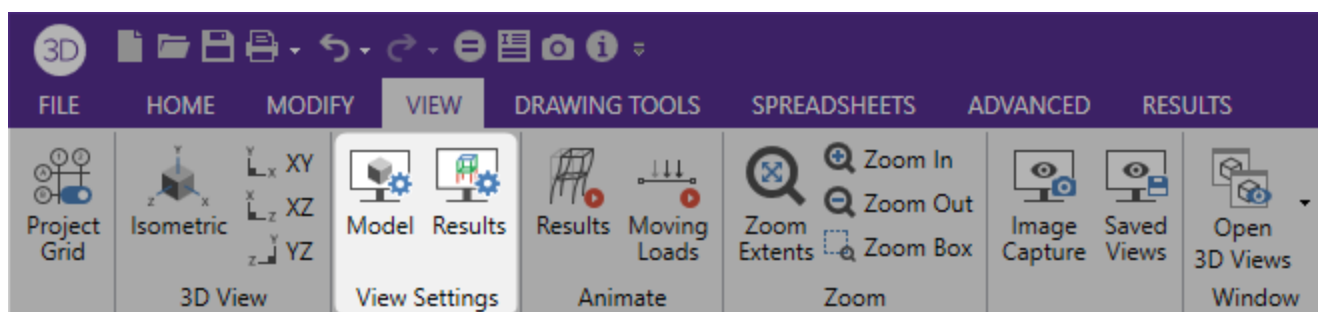 3D
FILE HOME MODIFY VIEW DRAWING TOOLS SPREADSHEETS ADVANCED RESULTS
Project Grid
Isometric
XY
XZ
YZ
3D View
Model Results
View Settings
Results Moving Loads
Animate
Zoom Extents
Zoom In
Zoom Out
Zoom Box
Zoom
Image Capture
Saved Views
Open 3D Views
Window